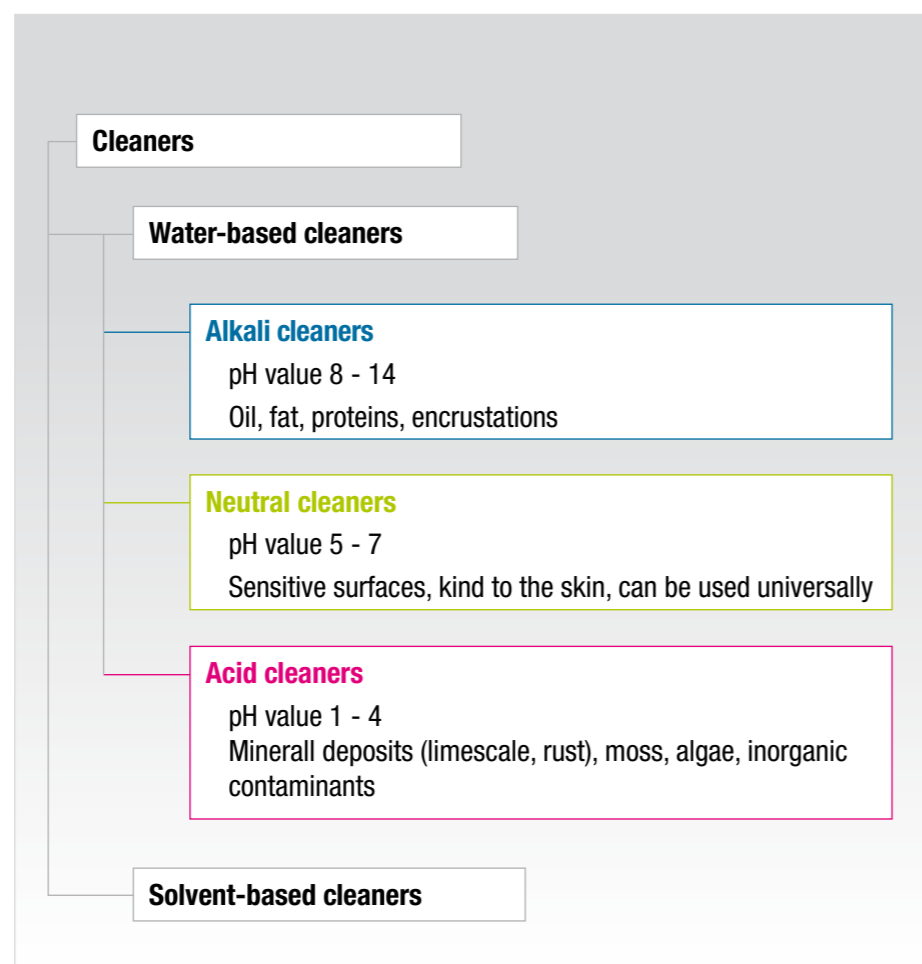 Cleaners
Water-based cleaners
Alkali cleaners
pH value 8 - 14
Oil, fat, proteins, encrustations
Neutral cleaners
pH value 5 - 7
Sensitive surfaces, kind to the skin, can be used universally
Acid cleaners
pH value 1 - 4
Minerall deposits (limescale, rust), moss, algae, inorganic
contaminants
Solvent-based cleaners